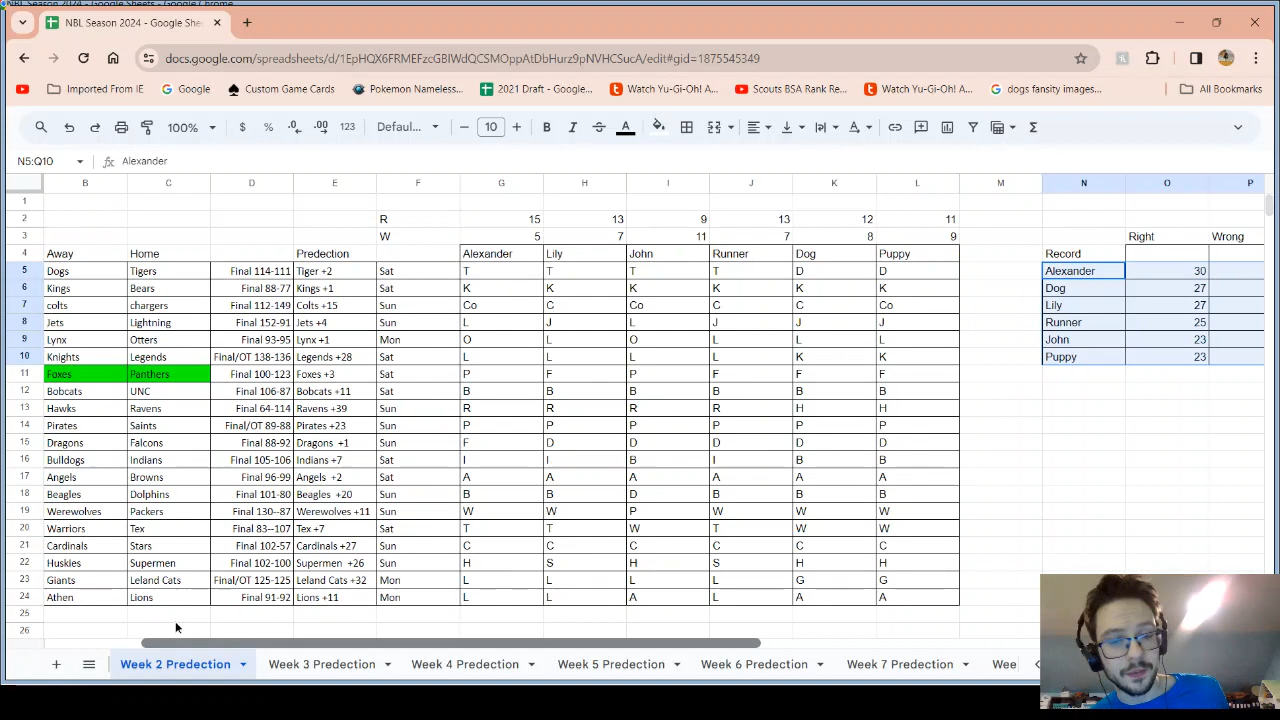 NBL Season 2024 - Google Sheets - Google Chrome
NBL Season 2024 - Google Shee
docs.google.com/spreadsheets/d/1EpHQX6FRMEFzrGBlWdQCSMOppAtDbHurz9pNVHCSucA/edit#gid=1875545349
Imported From IE Google Custom Game Cards Pokemon Nameless... 2021 Draft - Google... Watch Yu-Gi-Oh! A... Scouts BSA Rank Re... Watch Yu-Gi-Oh! A... dogs fansity images... All Bookmarks
100% $ % .0 .00 123 Defaul... 10 B I A
N5:Q10 fx Alexander
B C D E F G H I J K L M N O P
1
2 R 15 13 9 13 12 11
3 W 5 7 11 7 8 9 Right Wrong
4 Away Home Predection Alexander Lily John Runner Dog Puppy Record
5 Dogs Tigers Final 114-111 Tiger +2 Sat T T T T D D Alexander 30
6 Kings Bears Final 88-77 Kings +1 Sat K K K K K K Dog 27
7 colts chargers Final 112-149 Colts +15 Sun Co C Co C C Co Lily 27
8 Jets Lightning Final 152-91 Jets +4 Sun L J L J J J Runner 25
9 Lynx Otters Final 93-95 Lynx +1 Mon O L O L L L John 23
10 Knights Legends Final/OT 138-136 Legends +28 Sat L L L L K K Puppy 23
11 Foxes Panthers Final 100-123 Foxes +3 Sat P F P F F F
12 Bobcats UNC Final 106-87 Bobcats +11 Sun B B B B B B
13 Hawks Ravens Final 64-114 Ravens +39 Sun R R R R H H
14 Pirates Saints Final/OT 89-88 Pirates +23 Sun P P P P P P
15 Dragons Falcons Final 88-92 Dragons +1 Sun F D D D D D
16 Bulldogs Indians Final 105-106 Indians +7 Sat I I B I B B
17 Angels Browns Final 96-99 Angels +2 Sat A A A A A A
18 Beagles Dolphins Final 101-80 Beagles +20 Sun B B D B B B
19 Werewolves Packers Final 130--87 Werewolves +11 Sun W W P W W W
20 Warriors Tex Final 83--107 Tex +7 Sat T T W T W W
21 Cardinals Stars Final 102-57 Cardinals +27 Sun C C C C C C
22 Huskies Supermen Final 102-100 Supermen +26 Sun H S H S H H
23 Giants Leland Cats Final/OT 125-125 Leland Cats +32 Mon L L L L G G
24 Athen Lions Final 91-92 Lions +11 Mon L L A L A A
25
26
Week 2 Predection Week 3 Predection Week 4 Predection Week 5 Predection Week 6 Predection Week 7 Predection Wee